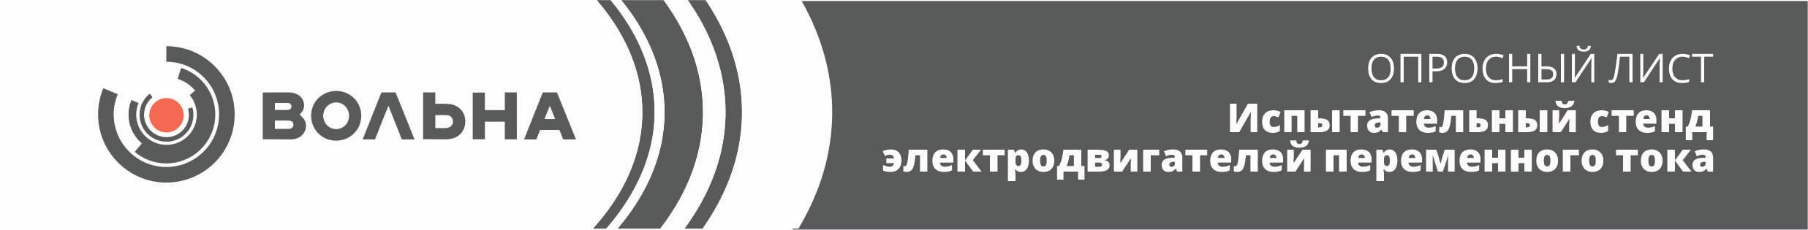 ВОЛЬНА
ОПРОСНЫЙ ЛИСТ
Испытательный стенд
электродвигателей переменного тока